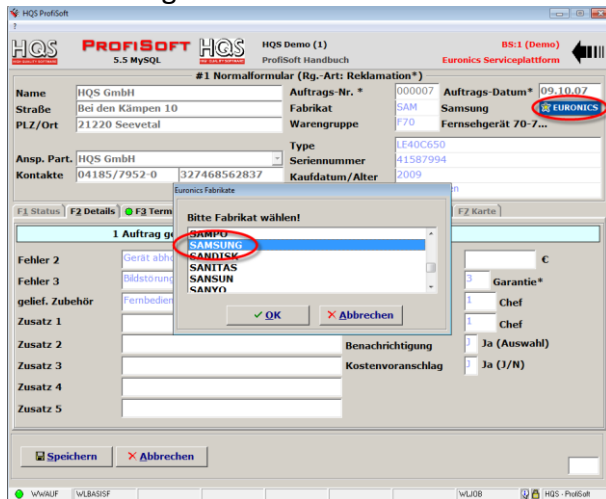 HQS ProfiSoft
?
HQS PROFISOFT HQS HQS Demo (1) BS:1 (Demo)
5.5 MySQL ProfiSoft Handbuch Euronics Serviceplattform
#1 Normalformular (Rg.-Art: Reklamation*)
Name HQS GmbH Auftrags-Nr. * 000007 Auftrags-Datum* 09.10.07
Straße Bei den Kämpen 10 Fabrikat SAM Samsung EURONICS
PLZ/Ort 21220 Seevetal Warengruppe F70 Fernsehgerät 70-7...
Type LE40C650
Ansp. Part. HQS GmbH Seriennummer 41587994
Kontakte 04185/7952-0 327468562837 Kaufdatum/Alter 2009
Euronics Fabrikate
F1 Status F2 Details F3 Term F7 Karte
Bitte Fabrikat wählen!
1 Auftrag
SAMPO
SAMSUNG
SANDISK
SANITAS
SANSUN
SANYO
Fehler 2 Gerät €
Fehler 3 Bildstörung 3 Garantie*
gelief. Zubehör 1 Chef
Zusatz 1 OK Abbrechen 1 Chef
Zusatz 2 Benachrichtigung J Ja (Auswahl)
Zusatz 3 Kostenvoranschlag J Ja (J/N)
Zusatz 4
Zusatz 5
Speichern Abbrechen
WWAUF WLBASISF WLJOB HQS - ProfiSoft